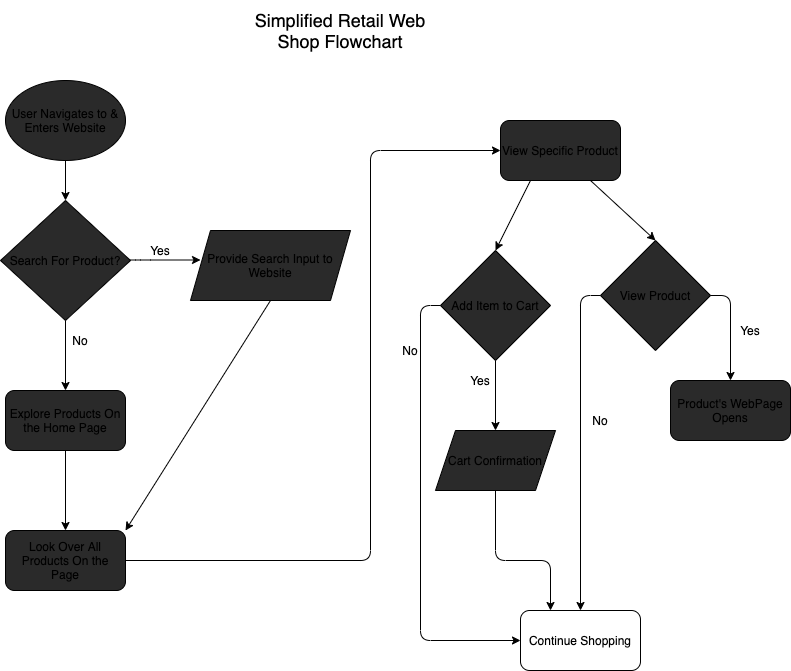 Simplified Retail Web
Shop Flowchart
User Navigates to &
Enters Website
Search For Product?
Yes
Provide Search Input to
Website
No
Explore Products On
the Home Page
Look Over All
Products On the
Page
View Specific Product
Add Item to Cart
View Product
No
Yes
Yes
No
Product's WebPage
Opens
Cart Confirmation
Continue Shopping